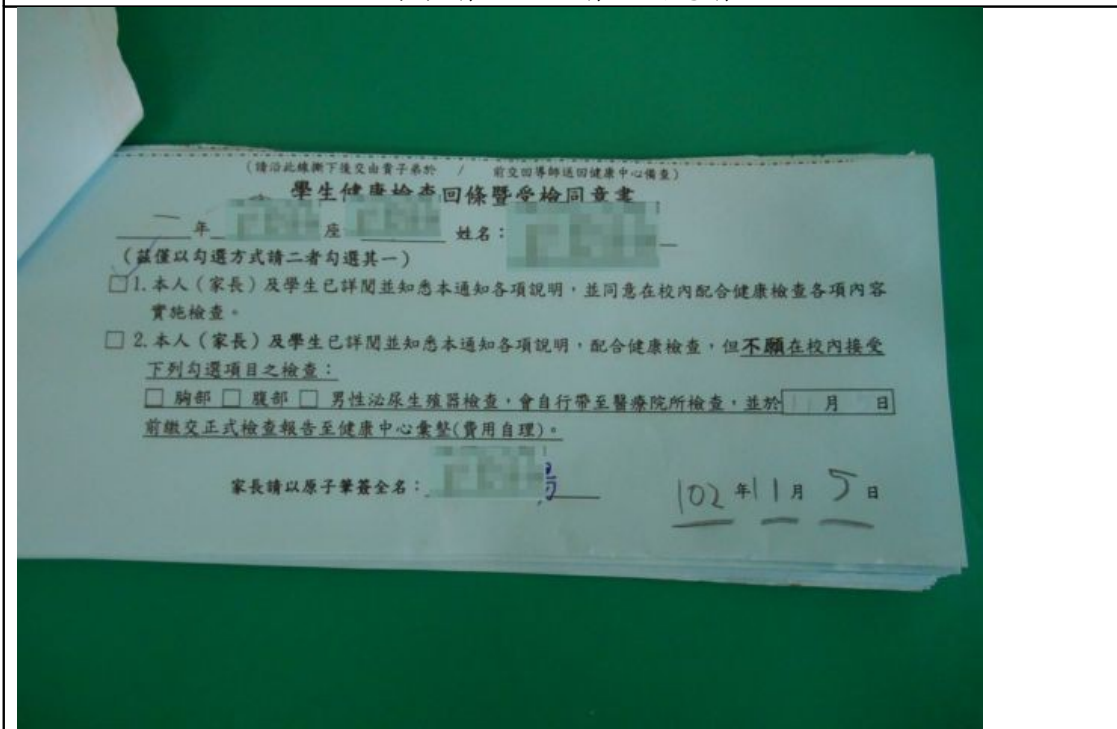 (請沿此線撕下後交由貴子弟於 / 前交回導師送回健康中心備查)
學生健康檢查回條暨受檢同意書
一 年 座 姓名：
(茲僅以勾選方式請二者勾選其一)
☑1. 本人（家長）及學生已詳閱並知悉本通知各項說明，並同意在校內配合健康檢查各項內容
實施檢查。
□ 2. 本人（家長）及學生已詳閱並知悉本通知各項說明，配合健康檢查，但不願在校內接受
下列勾選項目之檢查：
□ 胸部 □ 腹部 □ 男性泌尿生殖器檢查，會自行帶至醫療院所檢查，並於 月 日
前繳交正式檢查報告至健康中心彙整(費用自理)。
家長請以原子筆簽全名：
102 年 11 月 5 日